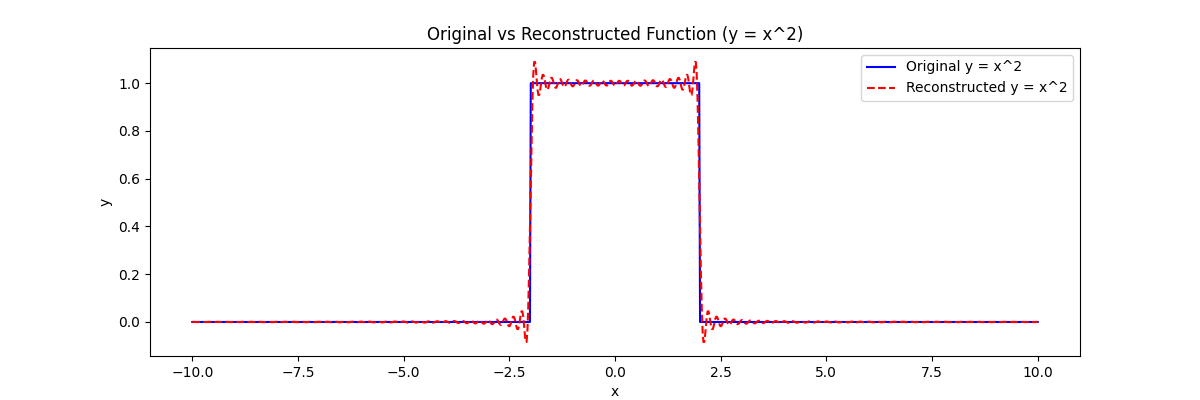 Original vs Reconstructed Function (y = x^2)
Original y = x^2
Reconstructed y = x^2
1.0
0.8
0.6
0.4
0.2
0.0
y
−10.0 −7.5 −5.0 −2.5 0.0 2.5 5.0 7.5 10.0
x